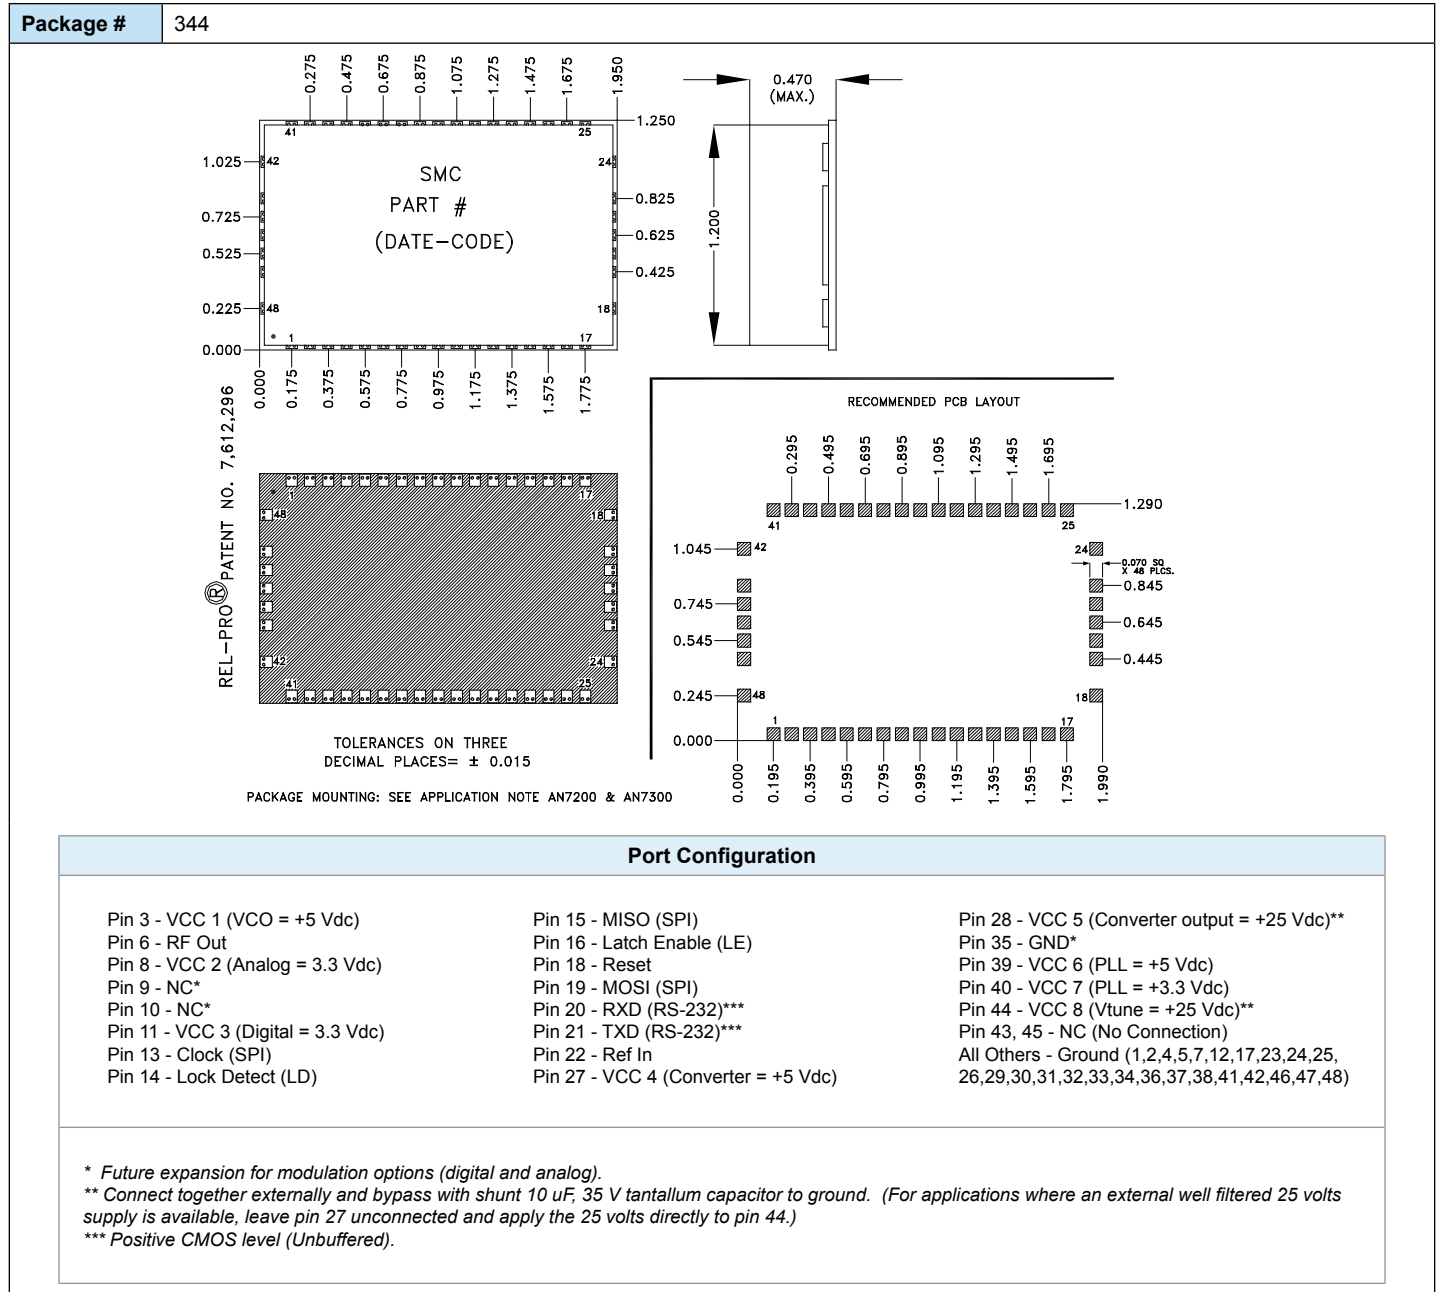 Package # 344
0.275 0.475 0.675 0.875 1.075 1.275 1.475 1.675 1.950
0.470
(MAX.)
1.250
41 25
1.025 42 24
SMC
PART #
(DATE-CODE)
0.825
0.725
0.625
1.200
0.525
0.425
0.225 48 18
1 17
0.000
0.000 0.175 0.375 0.575 0.775 0.975 1.175 1.375 1.575 1.775
REL-PRO® PATENT NO. 7,612,296
1 17
48 18
42 24
41 25
TOLERANCES ON THREE
DECIMAL PLACES= ± 0.015
PACKAGE MOUNTING: SEE APPLICATION NOTE AN7200 & AN7300
RECOMMENDED PCB LAYOUT
0.295 0.495 0.695 0.895 1.095 1.295 1.495 1.695
1.290
41 25
1.045 42 24
0.070 SQ
X 48 PLCS.
0.845
0.745
0.645
0.545
0.445
0.245 48 18
1 17
0.000
0.000 0.195 0.395 0.595 0.795 0.995 1.195 1.395 1.595 1.795 1.990
Port Configuration
Pin 3 - VCC 1 (VCO = +5 Vdc)
Pin 6 - RF Out
Pin 8 - VCC 2 (Analog = 3.3 Vdc)
Pin 9 - NC*
Pin 10 - NC*
Pin 11 - VCC 3 (Digital = 3.3 Vdc)
Pin 13 - Clock (SPI)
Pin 14 - Lock Detect (LD)
Pin 15 - MISO (SPI)
Pin 16 - Latch Enable (LE)
Pin 18 - Reset
Pin 19 - MOSI (SPI)
Pin 20 - RXD (RS-232)***
Pin 21 - TXD (RS-232)***
Pin 22 - Ref In
Pin 27 - VCC 4 (Converter = +5 Vdc)
Pin 28 - VCC 5 (Converter output = +25 Vdc)**
Pin 35 - GND*
Pin 39 - VCC 6 (PLL = +5 Vdc)
Pin 40 - VCC 7 (PLL = +3.3 Vdc)
Pin 44 - VCC 8 (Vtune = +25 Vdc)**
Pin 43, 45 - NC (No Connection)
All Others - Ground (1,2,4,5,7,12,17,23,24,25,
26,29,30,31,32,33,34,36,37,38,41,42,46,47,48)
* Future expansion for modulation options (digital and analog).
** Connect together externally and bypass with shunt 10 uF, 35 V tantallum capacitor to ground. (For applications where an external well filtered 25 volts
supply is available, leave pin 27 unconnected and apply the 25 volts directly to pin 44.)
*** Positive CMOS level (Unbuffered).